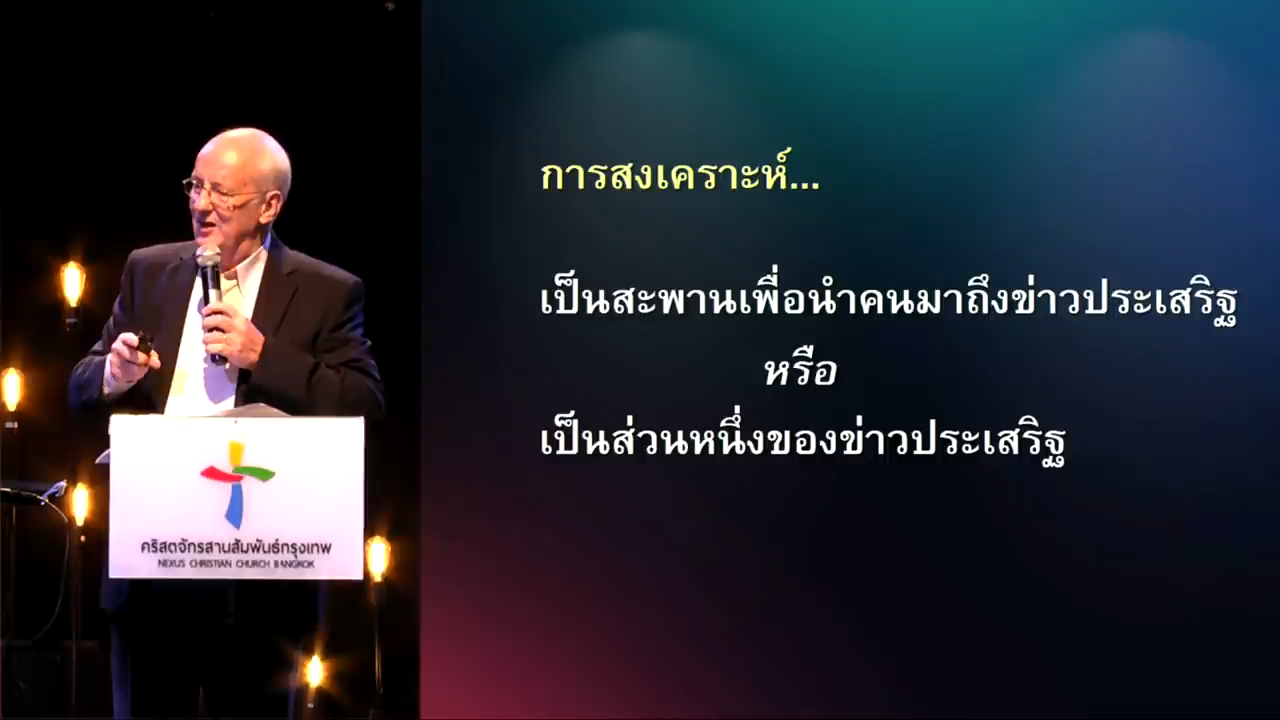 การสงเคราะห์...
เป็นสะพานเพื่อนำคนมาถึงข่าวประเสริฐ
หรือ
เป็นส่วนหนึ่งของข่าวประเสริฐ
คริสตจักรสานสัมพันธ์กรุงเทพ
NEXUS CHRISTIAN CHURCH BANGKOK